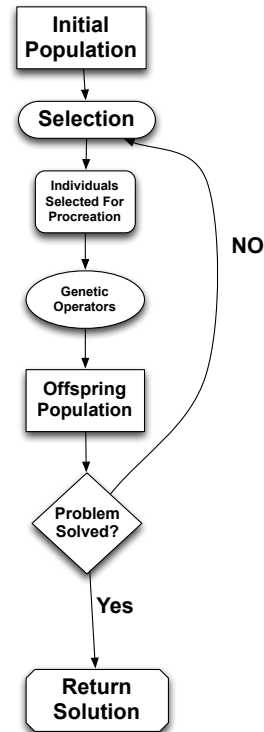 Initial
Population
Selection
Individuals
Selected For
Procreation
NO
Genetic
Operators
Offspring
Population
Problem
Solved?
Yes
Return
Solution